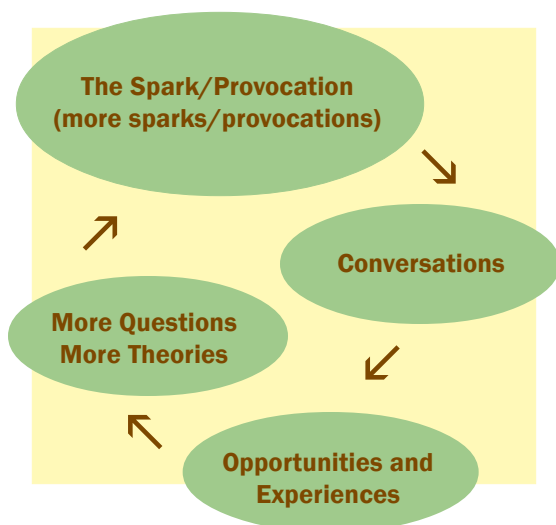 The Spark/Provocation
(more sparks/provocations)
Conversations
Opportunities and
Experiences
More Questions
More Theories